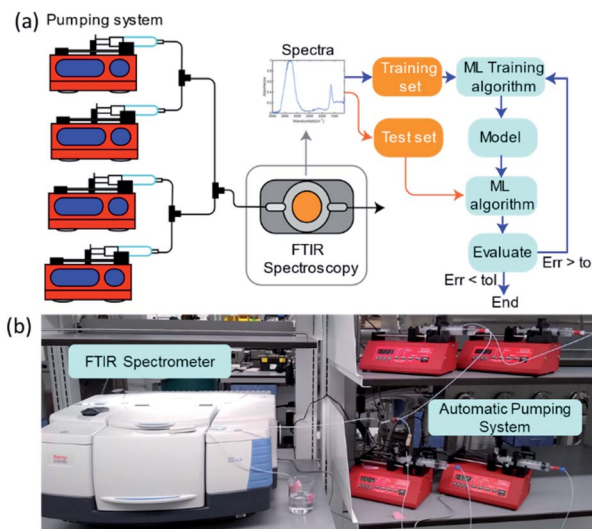 (a) Pumping system
Spectra
Training
set
ML Training
algorithm
Test set
Model
ML
algorithm
FTIR
Spectroscopy
Evaluate
Err > to
Err < tol
End
(b)
FTIR Spectrometer
Automatic Pumping
System